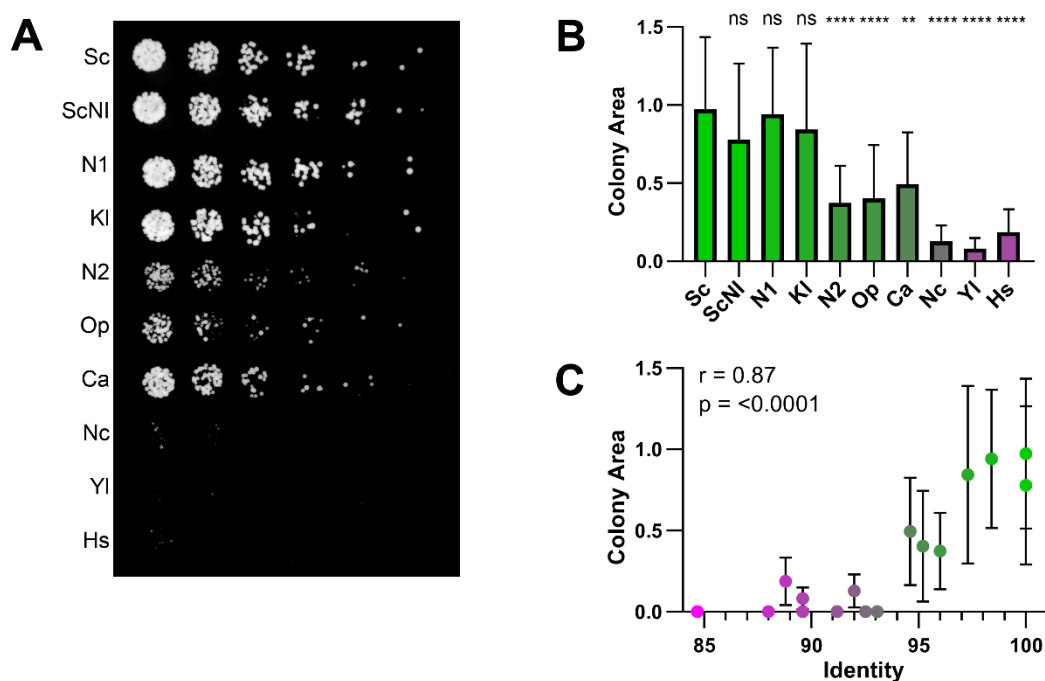 A
Sc
ScNI
N1
Kl
N2
Op
Ca
Nc
Yl
Hs
B
ns ns ns **** **** ** **** **** ****
Colony Area
1.5
1.0
0.5
0.0
Sc ScNI N1 Kl N2 Op Ca Nc Yl Hs
C
r = 0.87
p = <0.0001
Colony Area
1.5
1.0
0.5
0.0
85 90 95 100
Identity